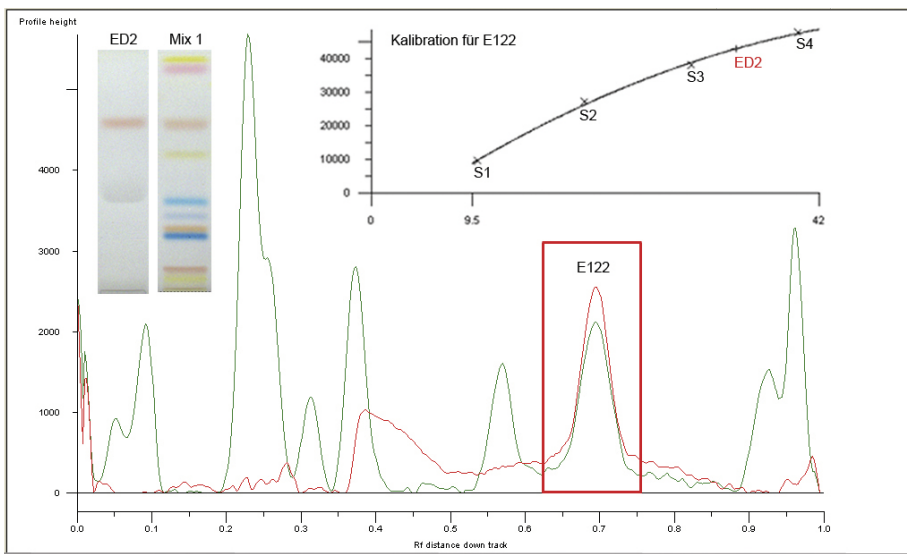 Profile height
ED2
Mix 1
Kalibration für E122
40000
30000
20000
10000
0
S1
S2
S3
ED2
S4
0
9.5
42
4000
3000
2000
1000
0
E122
0.0
0.1
0.2
0.3
0.4
0.5
0.6
0.7
0.8
0.9
1.0
Rf distance down track